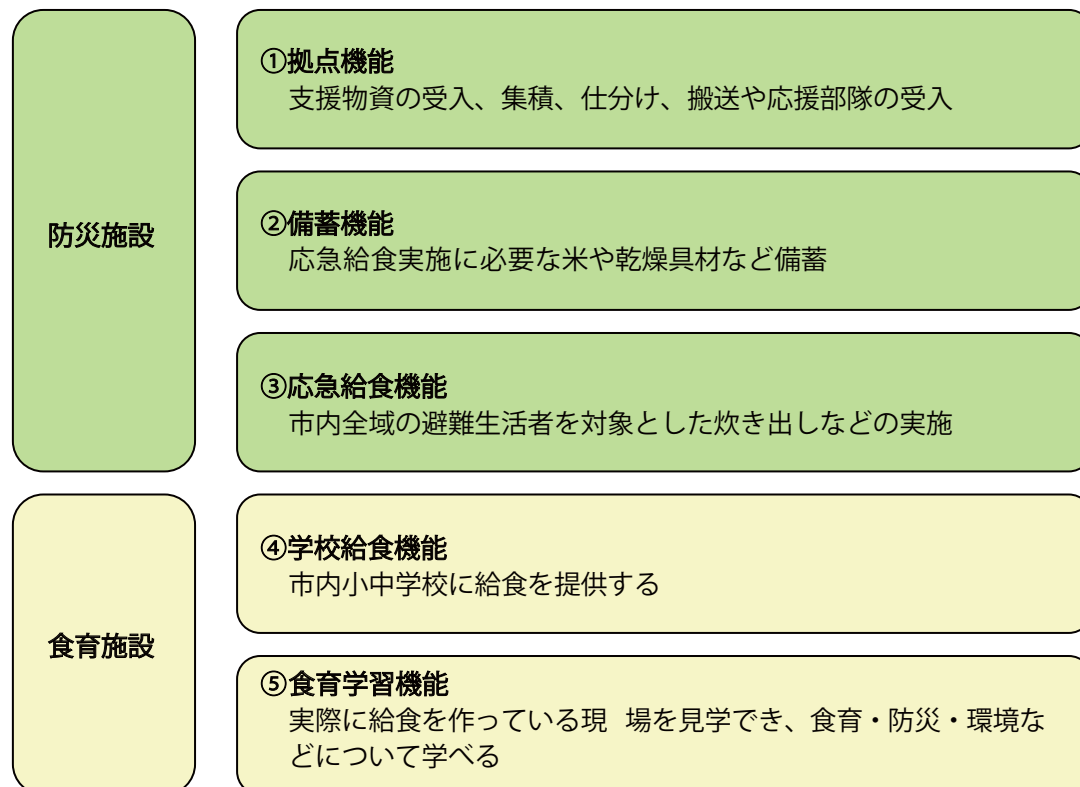 防災施設
①拠点機能
支援物資の受入、集積、仕分け、搬送や応援部隊の受入
②備蓄機能
応急給食実施に必要な米や乾燥具材など備蓄
③応急給食機能
市内全域の避難生活者を対象とした炊き出しなどの実施
食育施設
④学校給食機能
市内小中学校に給食を提供する
⑤食育学習機能
実際に給食を作っている現　場を見学でき、食育・防災・環境な
どについて学べる